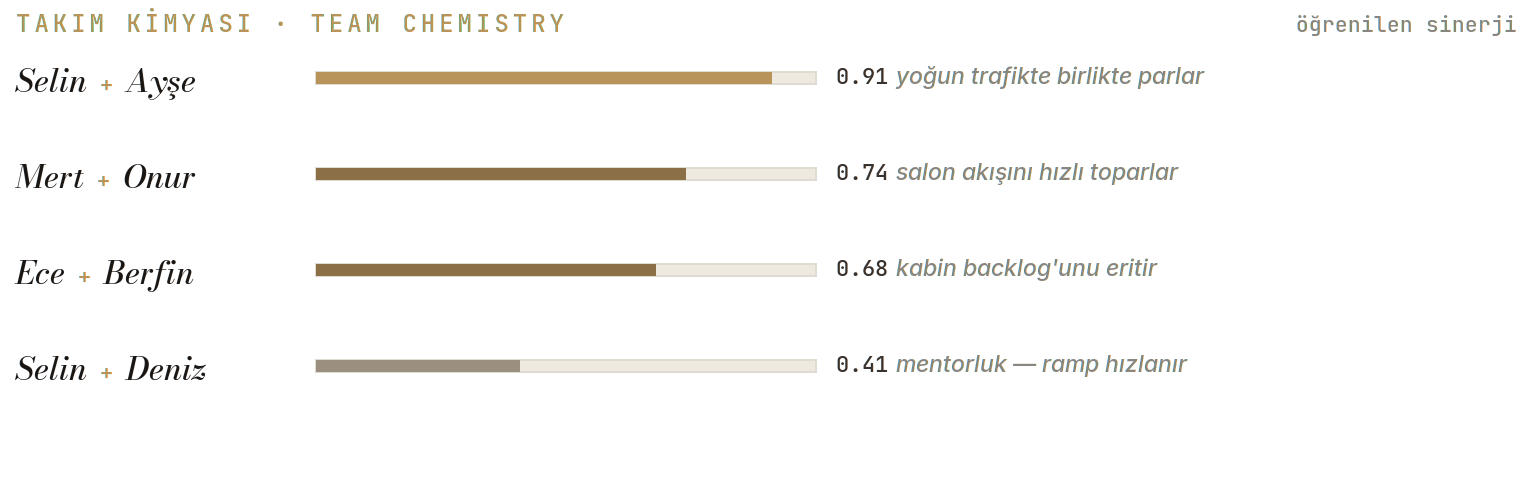 TAKIM KİMYASI · TEAM CHEMISTRY öğrenilen sinerji
Selin + Ayşe 0.91 yoğun trafikte birlikte parlar
Mert + Onur 0.74 salon akışını hızlı toparlar
Ece + Berfin 0.68 kabin backlog'unu eritir
Selin + Deniz 0.41 mentorluk — ramp hızlanır